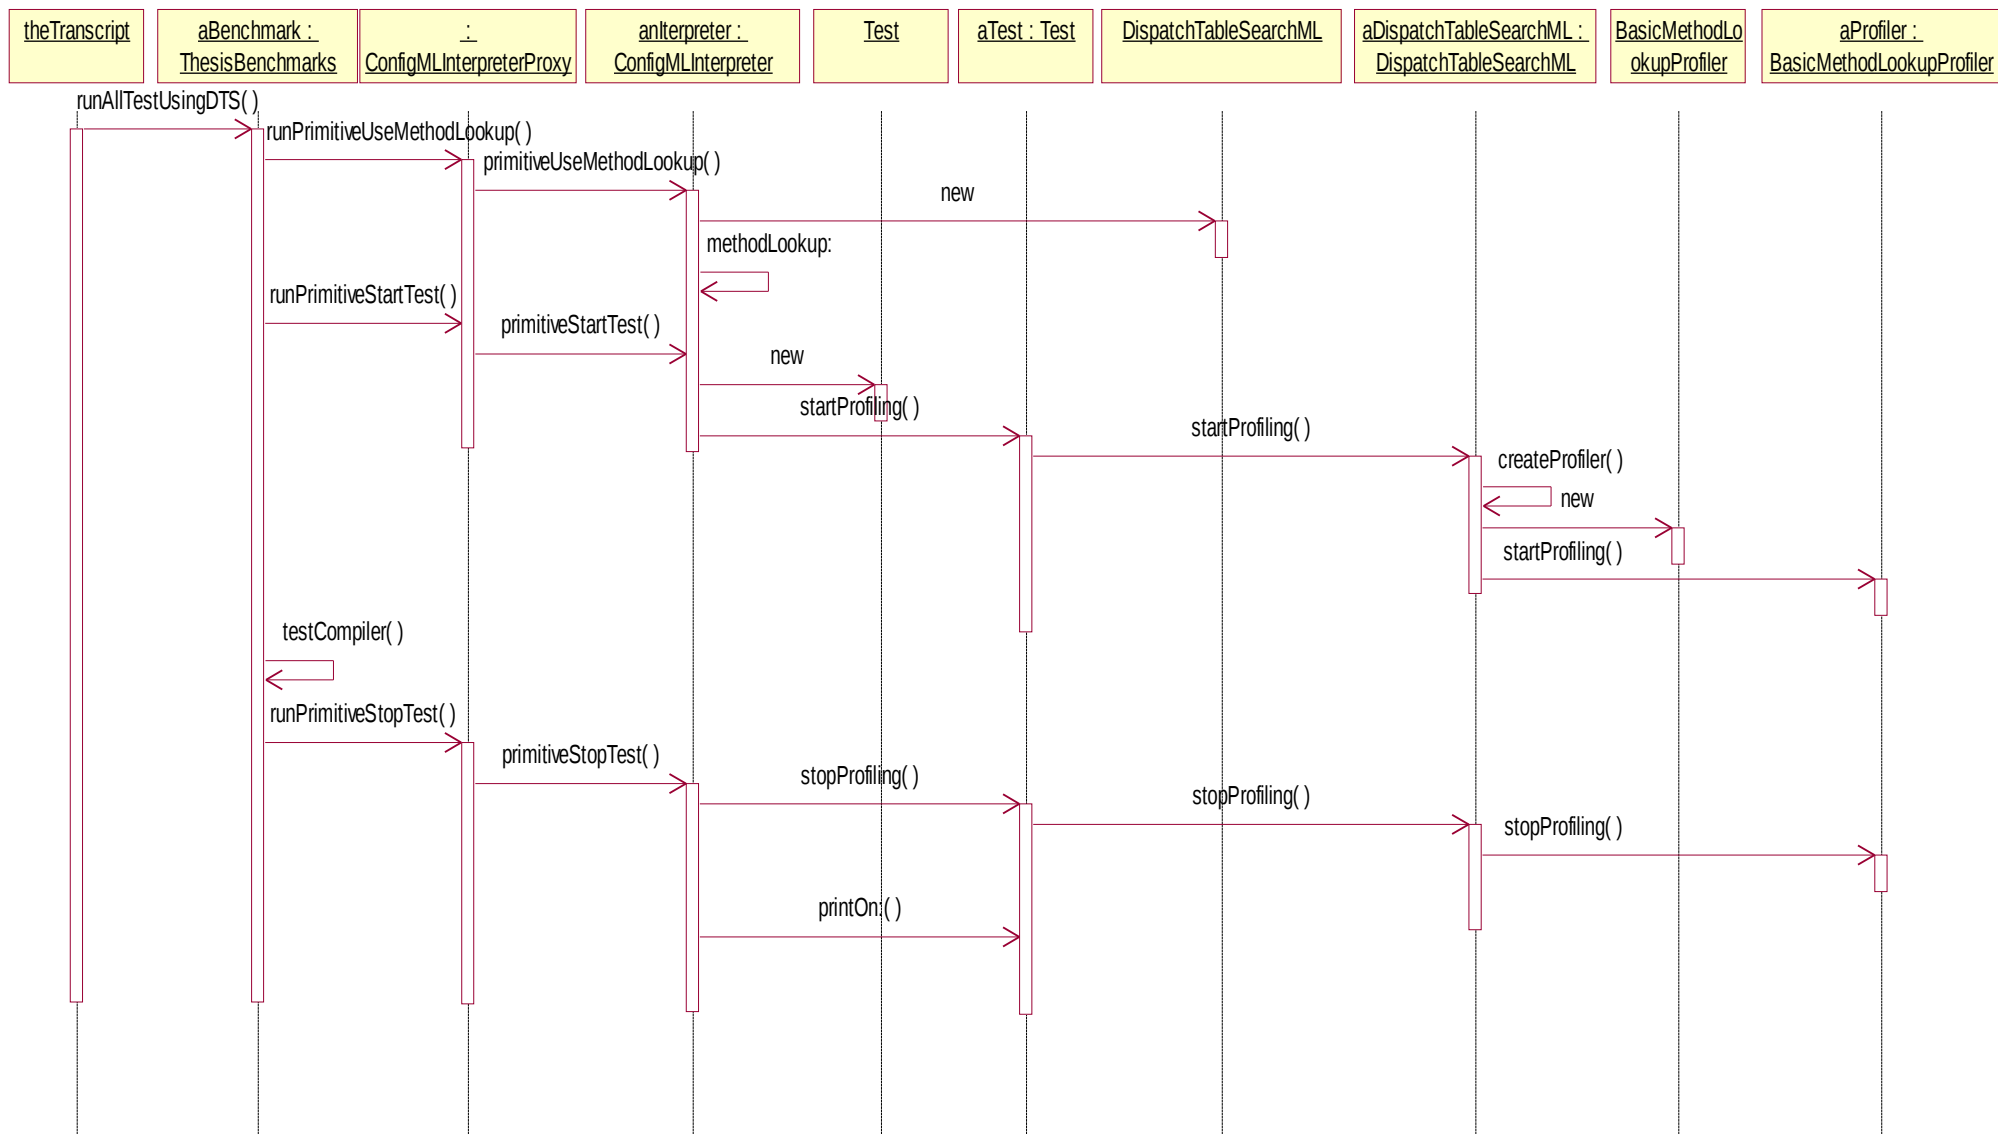 theTranscript
aBenchmark :
ThesisBenchmarks
:
ConfigMLInterpreterProxy
anIterpreter :
ConfigMLInterpreter
Test
aTest : Test
DispatchTableSearchML
aDispatchTableSearchML :
DispatchTableSearchML
BasicMethodLo
okupProfiler
aProfiler :
BasicMethodLookupProfiler
runAllTestUsingDTS( )
runPrimitiveUseMethodLookup( )
primitiveUseMethodLookup( )
new
methodLookup:
runPrimitiveStartTest( )
primitiveStartTest( )
new
startProfiling( )
startProfiling( )
createProfiler( )
new
startProfiling( )
testCompiler( )
runPrimitiveStopTest( )
primitiveStopTest( )
stopProfiling( )
stopProfiling( )
stopProfiling( )
printOn:( )